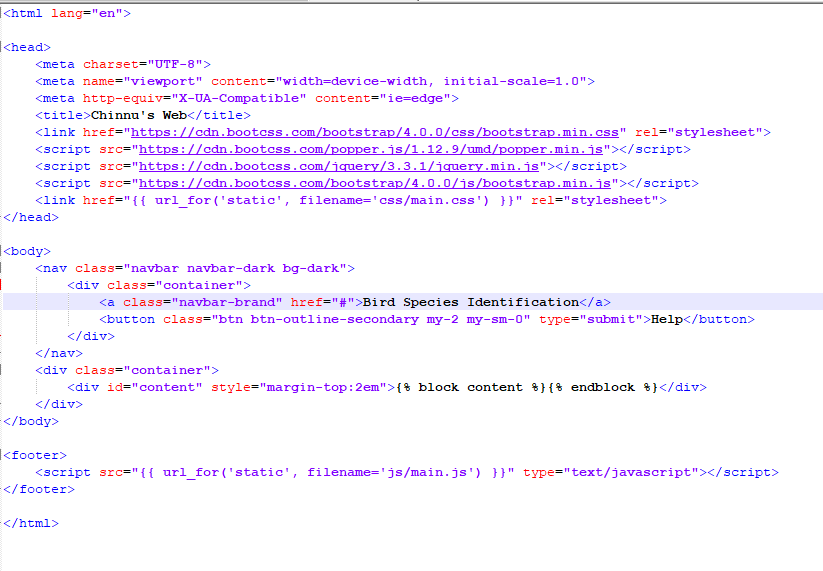 <html lang="en">
<head>
<meta charset="UTF-8">
<meta name="viewport" content="width=device-width, initial-scale=1.0">
<meta http-equiv="X-UA-Compatible" content="ie=edge">
<title>Chinnu's Web</title>
<link href="https://cdn.bootcss.com/bootstrap/4.0.0/css/bootstrap.min.css" rel="stylesheet">
<script src="https://cdn.bootcss.com/popper.js/1.12.9/umd/popper.min.js"></script>
<script src="https://cdn.bootcss.com/jquery/3.3.1/jquery.min.js"></script>
<script src="https://cdn.bootcss.com/bootstrap/4.0.0/js/bootstrap.min.js"></script>
<link href="{{ url_for('static', filename='css/main.css') }}" rel="stylesheet">
</head>
<body>
<nav class="navbar navbar-dark bg-dark">
<div class="container">
<a class="navbar-brand" href="#">Bird Species Identification</a>
<button class="btn btn-outline-secondary my-2 my-sm-0" type="submit">Help</button>
</div>
</nav>
<div class="container">
<div id="content" style="margin-top:2em">{% block content %}{% endblock %}</div>
</div>
</body>
<footer>
<script src="{{ url_for('static', filename='js/main.js') }}" type="text/javascript"></script>
</footer>
</html>